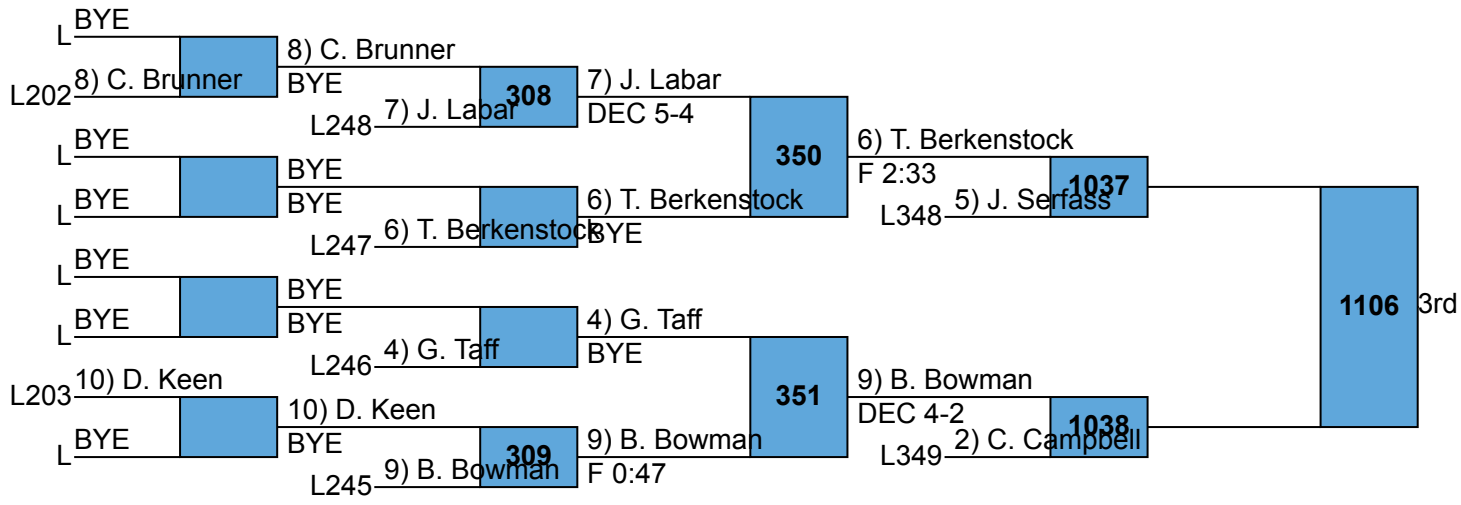 BYE
L
8) C. Brunner
8) C. Brunner
L202
BYE
7) J. Labar
308
7) J. Labar
L248
DEC 5-4
BYE
L
350
6) T. Berkenstock
BYE
F 2:33
1037
BYE
L
BYE
6) T. Berkenstock
5) J. Serfass
L348
6) T. Berkenstock
L247
BYE
BYE
L
BYE
1106
3rd
BYE
L
BYE
4) G. Taff
4) G. Taff
L246
BYE
10) D. Keen
L203
351
9) B. Bowman
10) D. Keen
DEC 4-2
1038
BYE
L
BYE
309
9) B. Bowman
2) C. Campbell
L349
9) B. Bowman
L245
F 0:47